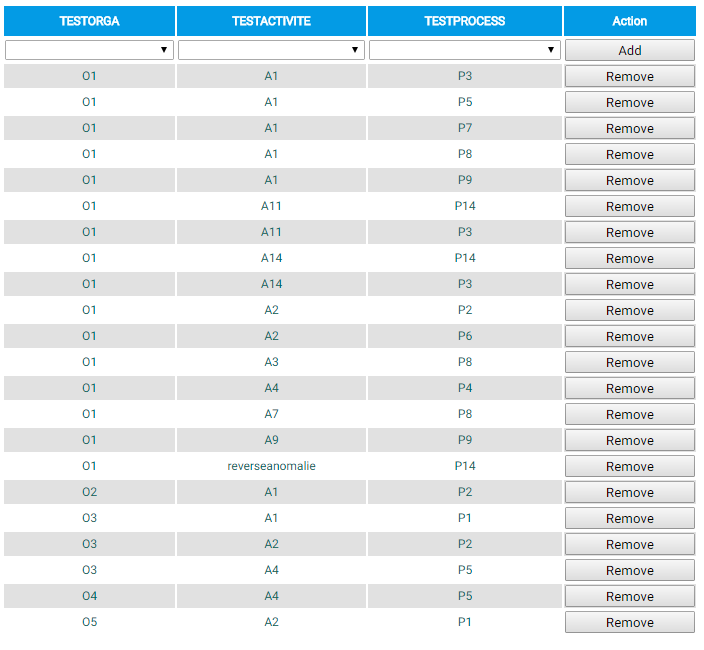 TESTORGA TESTACTIVITE TESTPROCESS Action
Add
O1 A1 P3 Remove
O1 A1 P5 Remove
O1 A1 P7 Remove
O1 A1 P8 Remove
O1 A1 P9 Remove
O1 A11 P14 Remove
O1 A11 P3 Remove
O1 A14 P14 Remove
O1 A14 P3 Remove
O1 A2 P2 Remove
O1 A2 P6 Remove
O1 A3 P8 Remove
O1 A4 P4 Remove
O1 A7 P8 Remove
O1 A9 P9 Remove
O1 reverseanomalie P14 Remove
O2 A1 P2 Remove
O3 A1 P1 Remove
O3 A2 P2 Remove
O3 A4 P5 Remove
O4 A4 P5 Remove
O5 A2 P1 Remove